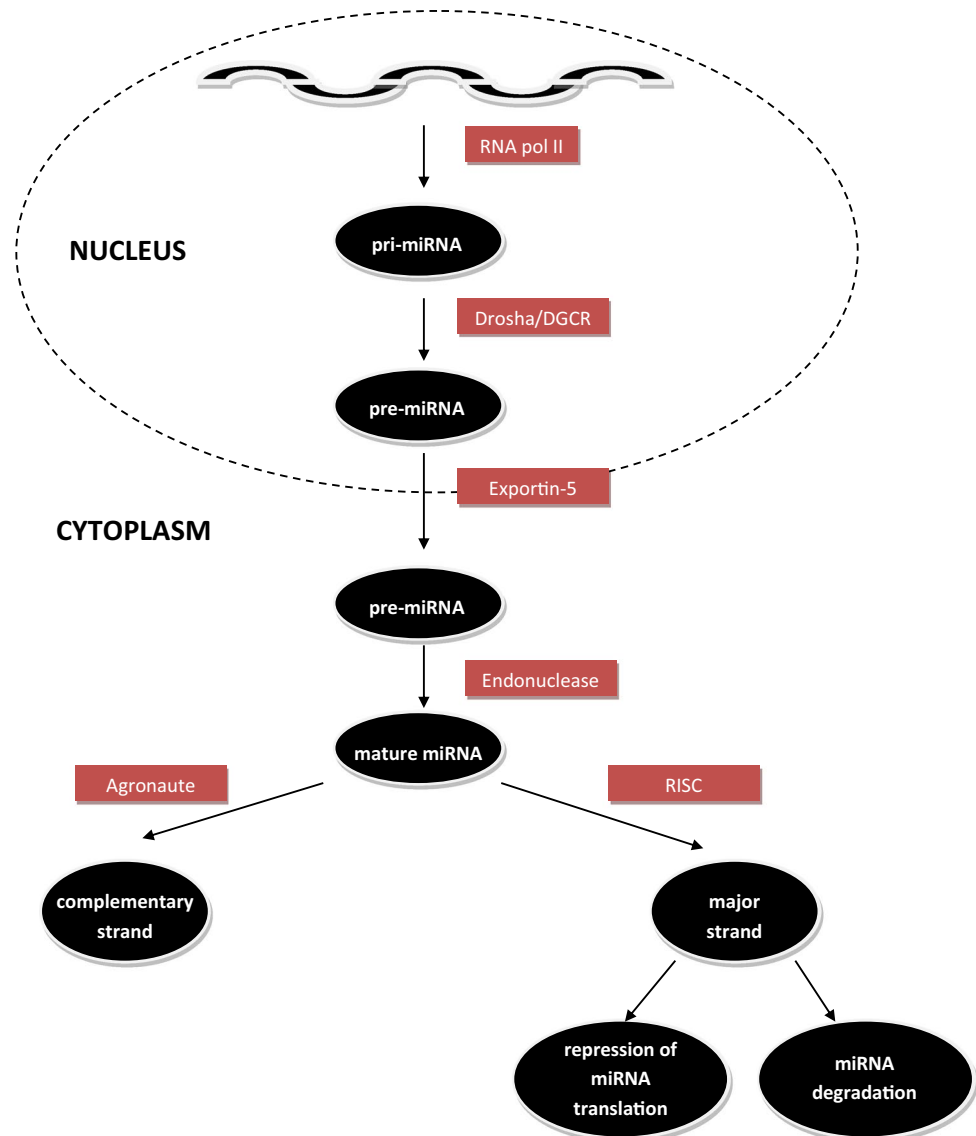 RNA pol II
pri-miRNA
NUCLEUS
Drosha/DGCR
pre-miRNA
Exportin-5
CYTOPLASM
pre-miRNA
Endonuclease
mature miRNA
Agronaute
RISC
complementary
strand
major
strand
repression of
miRNA
translation
miRNA
degradation